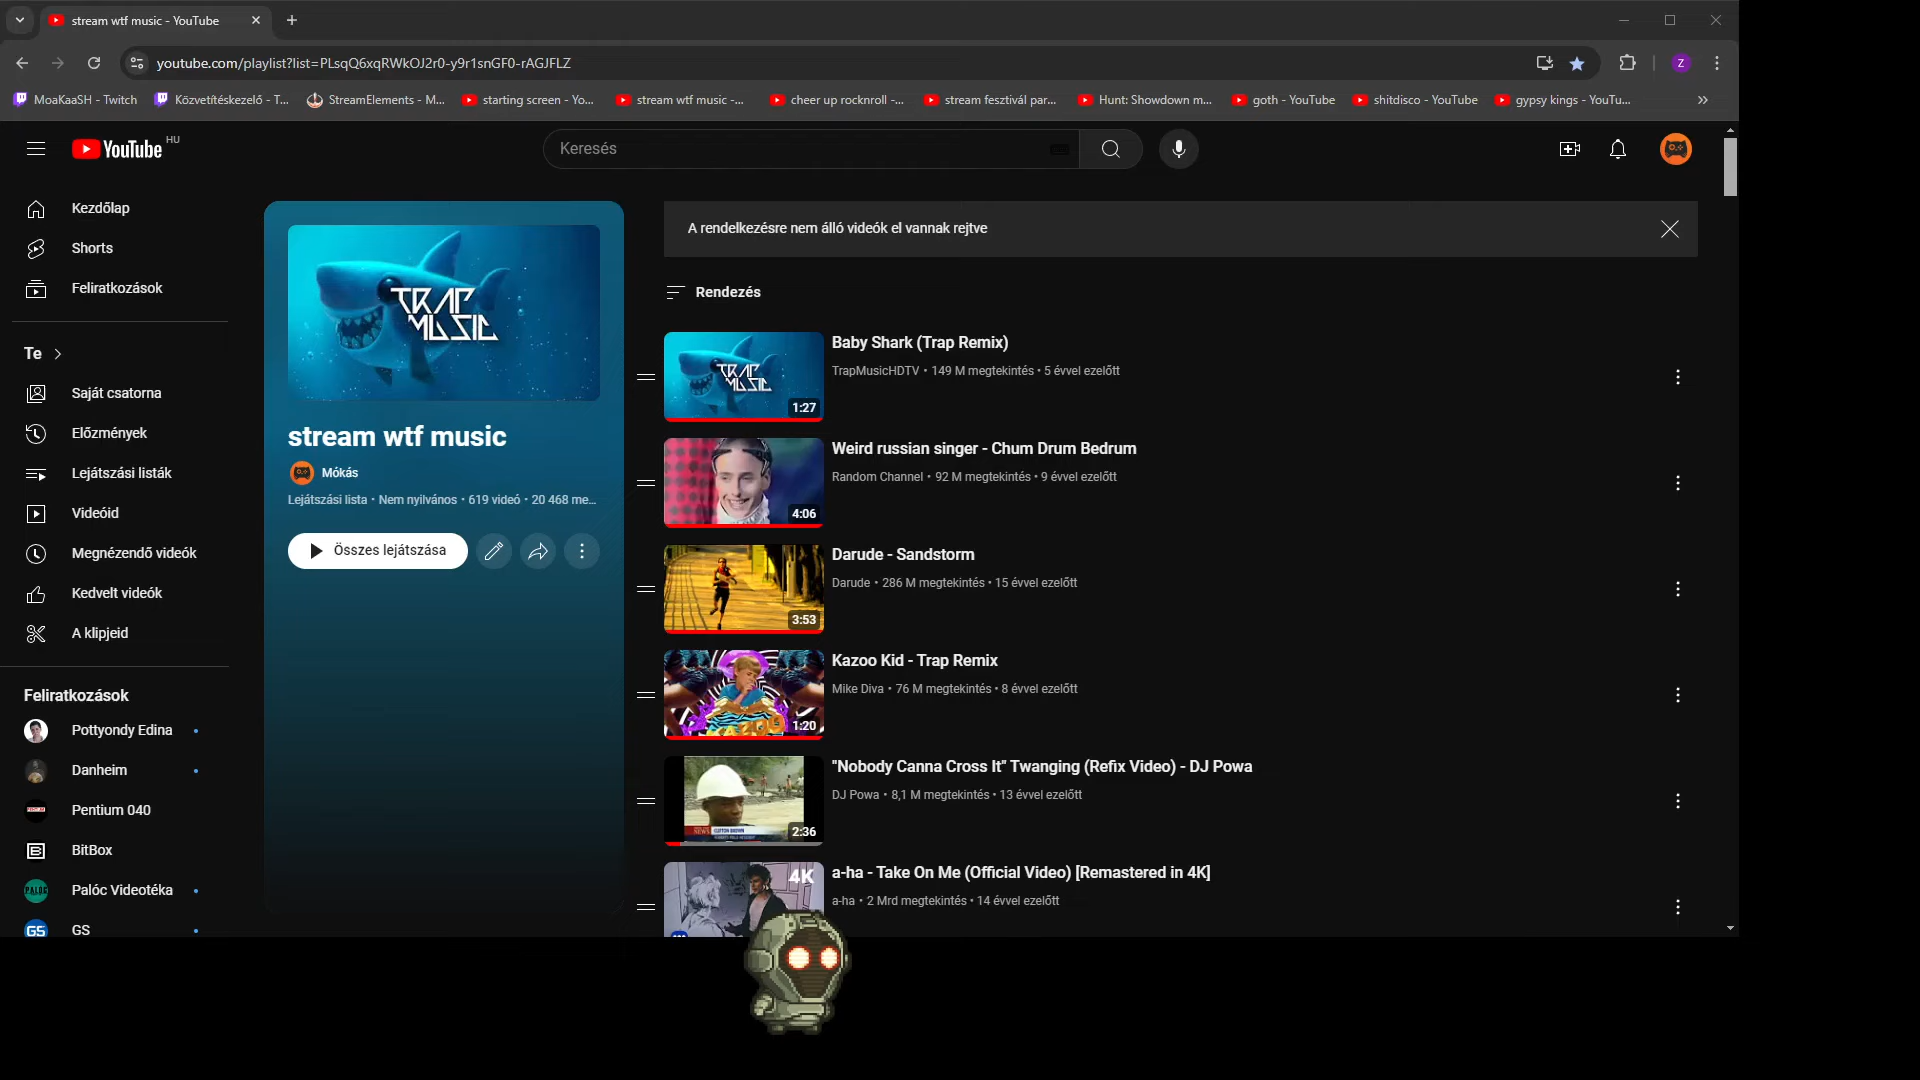 stream wtf music - YouTube
youtube.com/playlist?list=PLsqQ6xqRWkOJ2r0-y9r1snGF0-rAGJFLZ
Z
MoaKaaSH - Twitch
Közvetítéskezelő - T...
StreamElements - M...
starting screen - Yo...
stream wtf music -...
cheer up rocknroll -...
stream fesztivál par...
Hunt: Showdown m...
goth - YouTube
shitdisco - YouTube
gypsy kings - YouTu...
YouTube HU
Keresés
Kezdőlap
Shorts
Feliratkozások
Te
Saját csatorna
Előzmények
Lejátszási listák
Videóid
Megnézendő videók
Kedvelt videók
A klipjeid
Feliratkozások
Pottyondy Edina
Danheim
Pentium 040
BitBox
PALÓC
Palóc Videotéka
GS
GS
TRAP
MUSIC
stream wtf music
Mókás
Lejátszási lista • Nem nyilvános • 619 videó • 20 468 me...
Összes lejátszása
A rendelkezésre nem álló videók el vannak rejtve
Rendezés
TRAP
MUSIC
1:27
Baby Shark (Trap Remix)
TrapMusicHDTV • 149 M megtekintés • 5 évvel ezelőtt
4:06
Weird russian singer - Chum Drum Bedrum
Random Channel • 92 M megtekintés • 9 évvel ezelőtt
3:53
Darude - Sandstorm
Darude • 286 M megtekintés • 15 évvel ezelőtt
1:20
Kazoo Kid - Trap Remix
Mike Diva • 76 M megtekintés • 8 évvel ezelőtt
NEWS
CLIFTON BROWN
2:36
"Nobody Canna Cross It" Twanging (Refix Video) - DJ Powa
DJ Powa • 8,1 M megtekintés • 13 évvel ezelőtt
4K
a-ha - Take On Me (Official Video) [Remastered in 4K]
a-ha • 2 Mrd megtekintés • 14 évvel ezelőtt